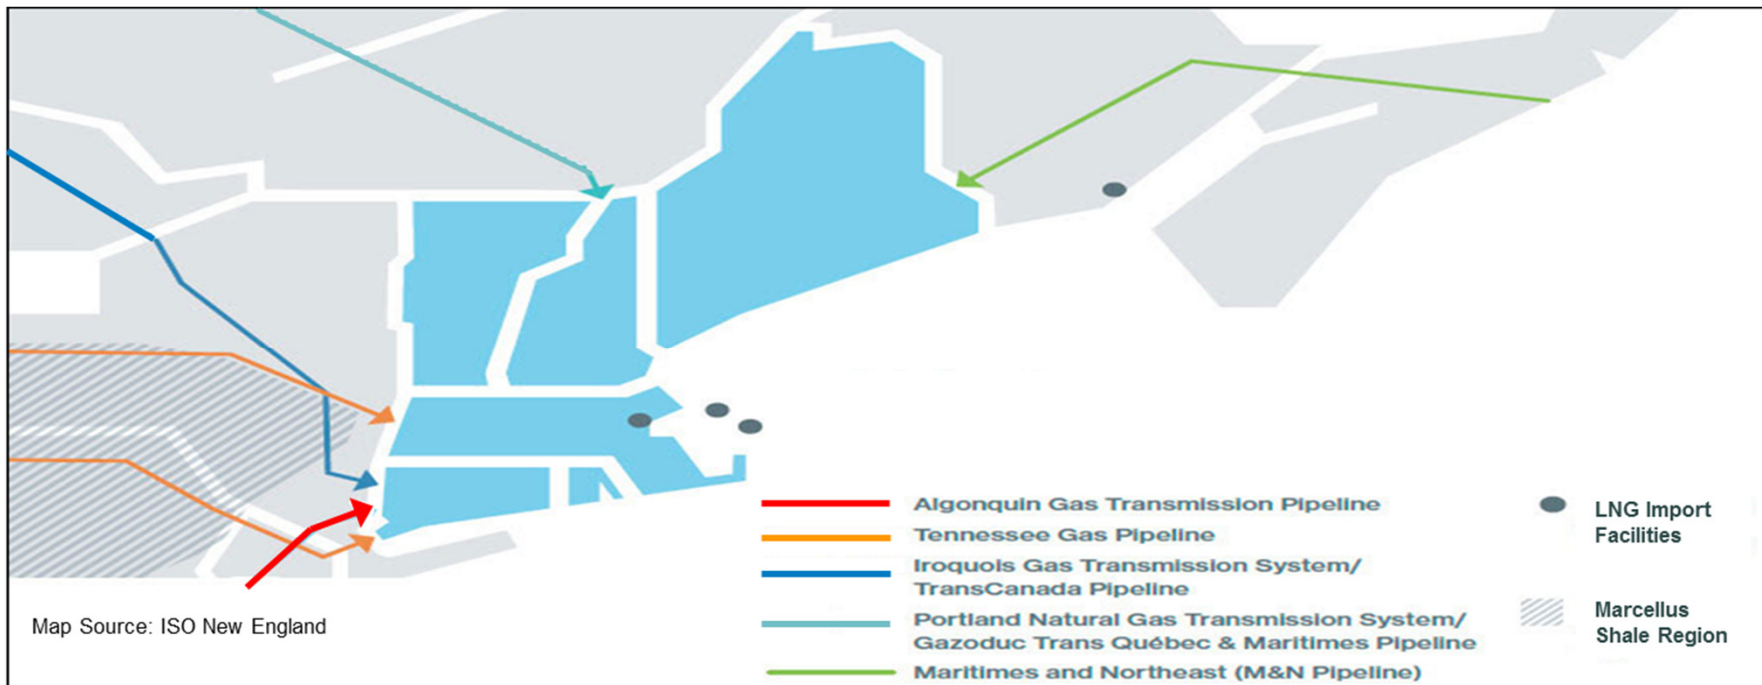 Algonquin Gas Transmission Pipeline
Tennessee Gas Pipeline
Iroquois Gas Transmission System/
TransCanada Pipeline
Portland Natural Gas Transmission System/
Gazoduc Trans Québec & Maritimes Pipeline
Maritimes and Northeast (M&N Pipeline)
LNG Import
Facilities
Marcellus
Shale Region
Map Source: ISO New England